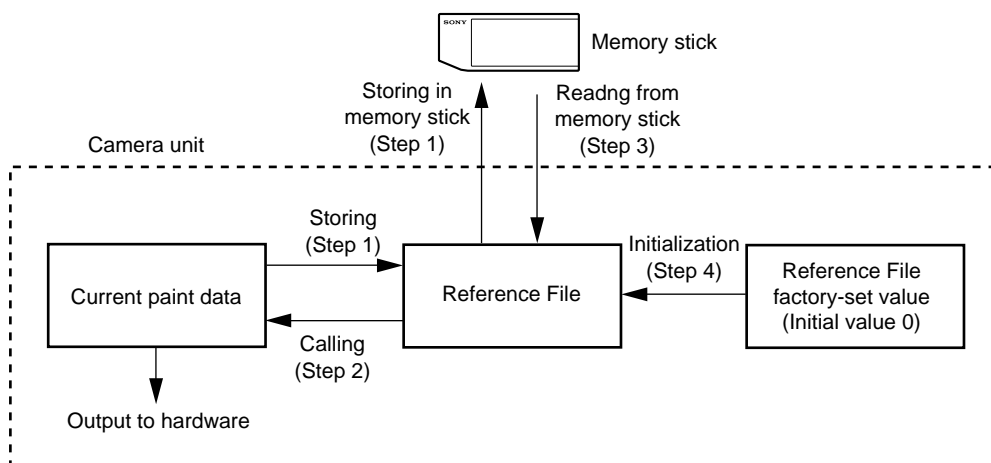 SONY
Memory stick
Storing in
memory stick
(Step 1)
Readng from
memory stick
(Step 3)
Camera unit
Storing
(Step 1)
Initialization
(Step 4)
Current paint data
Reference File
Reference File
factory-set value
(Initial value 0)
Calling
(Step 2)
Output to hardware